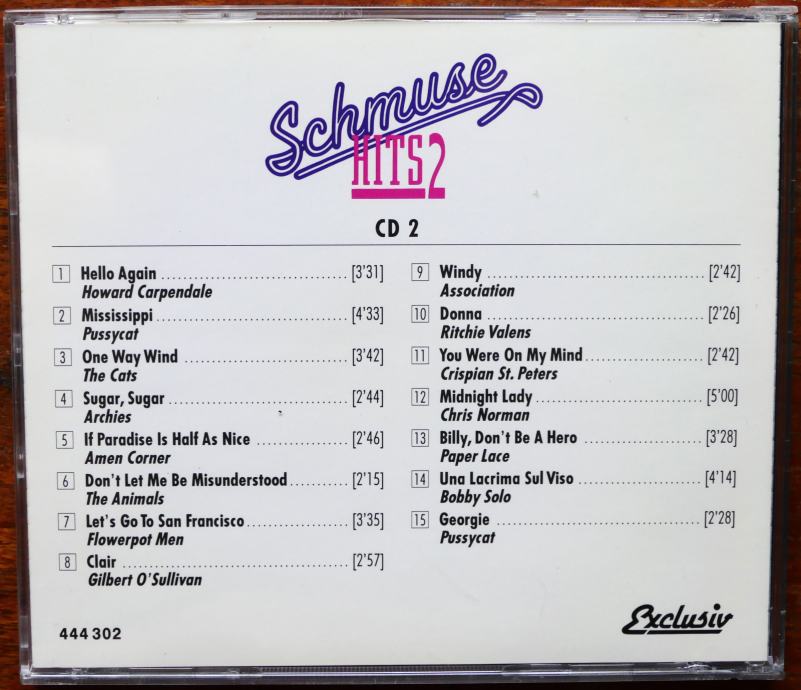 Schmuse
HITS 2
CD 2
1 Hello Again ................................ [3'31]
Howard Carpendale
2 Mississippi ................................ [4'33]
Pussycat
3 One Way Wind ................................ [3'42]
The Cats
4 Sugar, Sugar ................................ [2'44]
Archies
5 If Paradise Is Half As Nice ................ [2'46]
Amen Corner
6 Don't Let Me Be Misunderstood ........... [2'15]
The Animals
7 Let's Go To San Francisco .................. [3'35]
Flowerpot Men
8 Clair ................................ [2'57]
Gilbert O'Sullivan
9 Windy ................................ [2'42]
Association
10 Donna ................................ [2'26]
Ritchie Valens
11 You Were On My Mind ..................... [2'42]
Crispian St. Peters
12 Midnight Lady ................................ [5'00]
Chris Norman
13 Billy, Don't Be A Hero ..................... [3'28]
Paper Lace
14 Una Lacrima Sul Viso ....................... [4'14]
Bobby Solo
15 Georgie ................................ [2'28]
Pussycat
444 302
Exclusiv